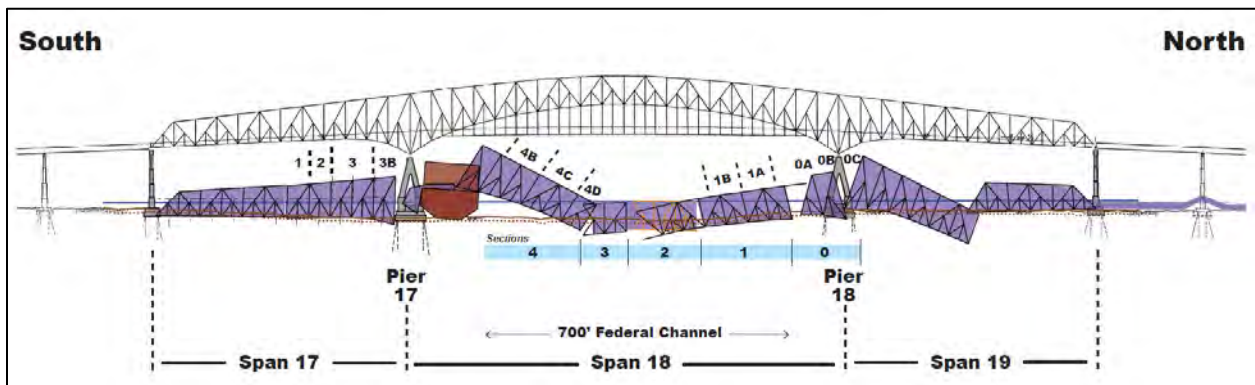 South
North
1 2 3 3B
4B
4C
4D
1B
1A
0A
0B
0C
Sections
4 3 2 1 0
Pier
17
Pier
18
700' Federal Channel
Span 17
Span 18
Span 19